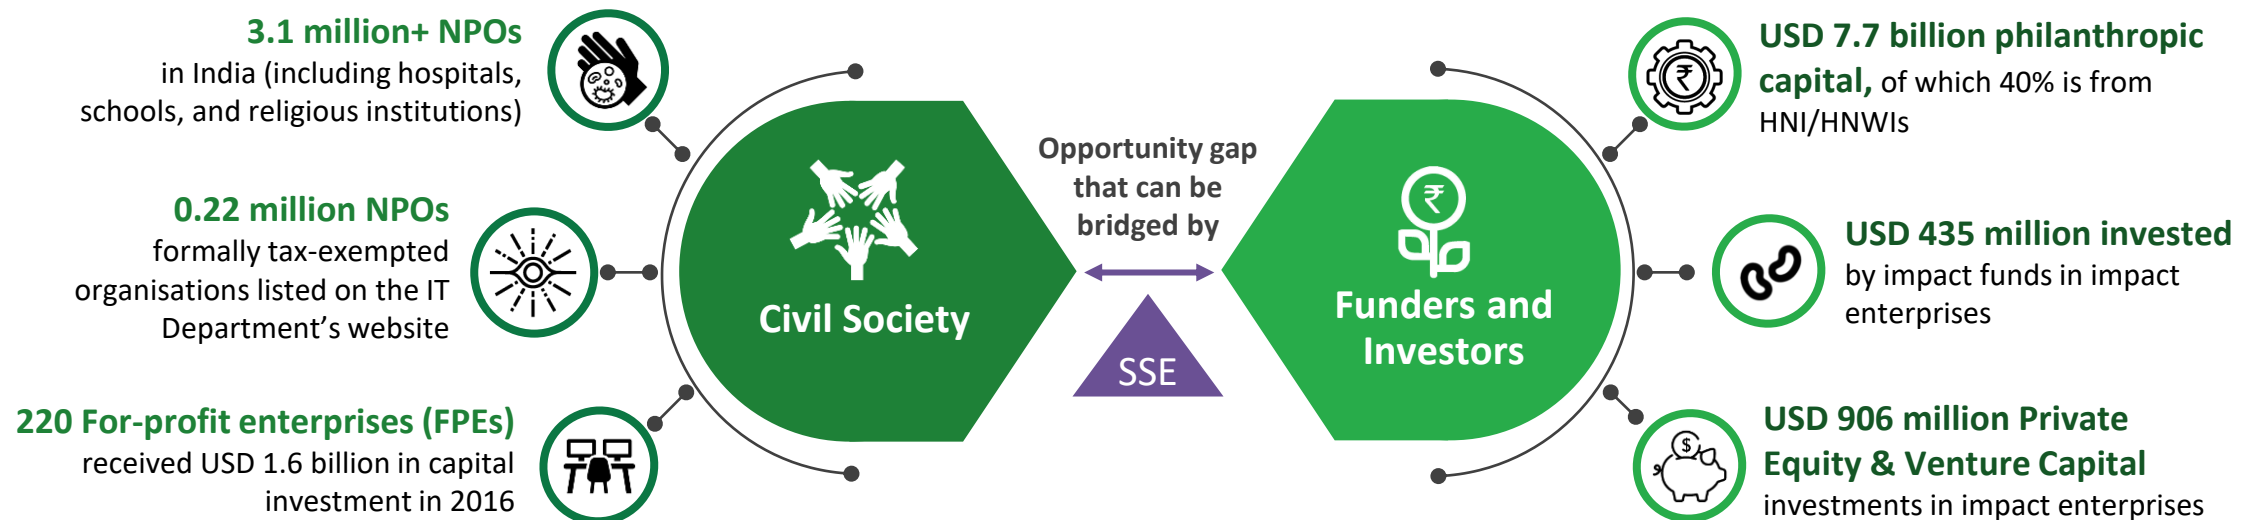 3.1 million+ NPOs
in India (including hospitals,
schools, and religious institutions)
0.22 million NPOs
formally tax-exempted
organisations listed on the IT
Department’s website
220 For-profit enterprises (FPEs)
received USD 1.6 billion in capital
investment in 2016
Civil Society
Opportunity gap
that can be
bridged by
SSE
₹
Funders and
Investors
₹
USD 7.7 billion philanthropic
capital, of which 40% is from
HNI/HNWIs
USD 435 million invested
by impact funds in impact
enterprises
$
USD 906 million Private
Equity & Venture Capital
investments in impact enterprises